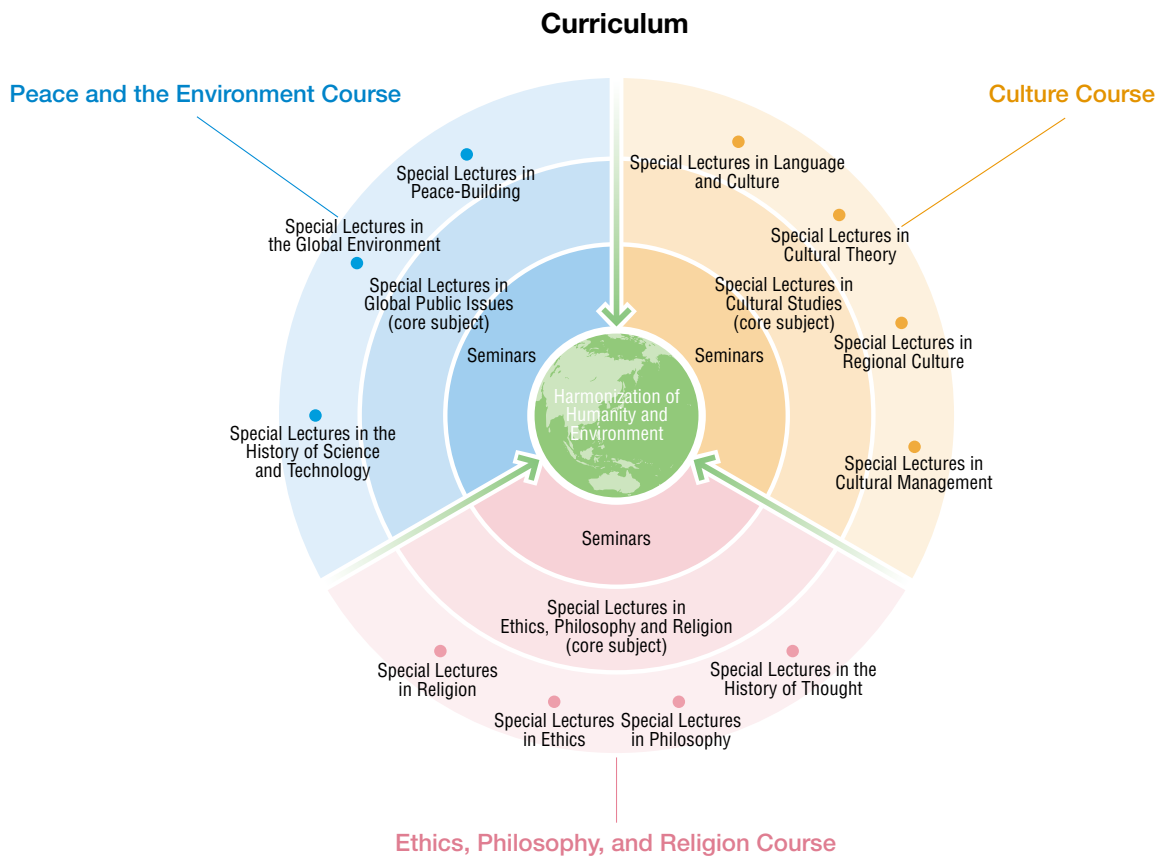 Curriculum
Peace and the Environment Course
Culture Course
Special Lectures in
Peace-Building
Special Lectures in
the Global Environment
Special Lectures in
Global Public Issues
(core subject)
Seminars
Special Lectures in the
History of Science
and Technology
Special Lectures in Language
and Culture
Special Lectures in
Cultural Theory
Special Lectures in
Cultural Studies
(core subject)
Seminars
Special Lectures in
Regional Culture
Special Lectures in
Cultural Management
Harmonization of
Humanity and
Environment
Seminars
Special Lectures in
Ethics, Philosophy and Religion
(core subject)
Special Lectures
in Religion
Special Lectures
in Ethics
Special Lectures
in Philosophy
Special Lectures in the
History of Thought
Ethics, Philosophy, and Religion Course